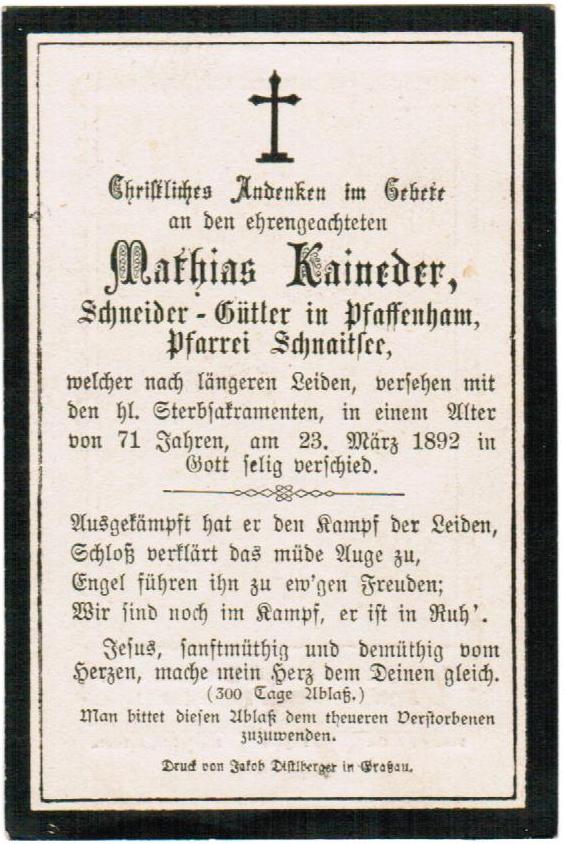 Christliches Andenken im Gebete
an den ehrengeachteten
Mathias Kaineder,
Schneider-Gütler in Pfaffenham,
Pfarrei Schnaitsee,
welcher nach längeren Leiden, versehen mit
den hl. Sterbsakramenten, in einem Alter
von 71 Jahren, am 23. März 1892 in
Gott selig verschied.
Ausgekämpft hat er den Kampf der Leiden,
Schloß verklärt das müde Auge zu,
Engel führen ihn zu ew'gen Freuden;
Wir sind noch im Kampf, er ist in Ruh'.
Jesus, sanftmüthig und demüthig vom
Herzen, mache mein Herz dem Deinen gleich.
(300 Tage Ablaß.)
Man bittet diesen Ablaß dem theueren Verstorbenen
zuzuwenden.
Druck von Jakob Distlberger in Graßau.